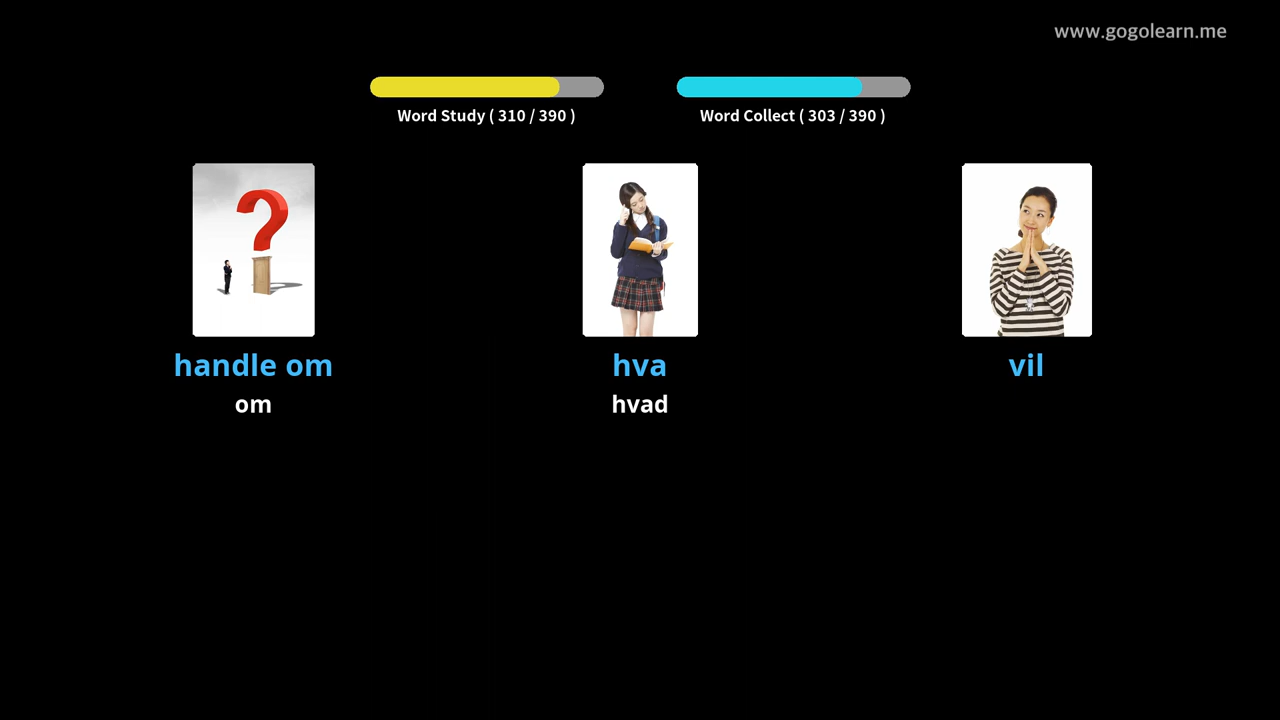 www.gogolearn.me
Word Study ( 310 / 390 )
Word Collect ( 303 / 390 )
handle om
hva
vil
om
hvad